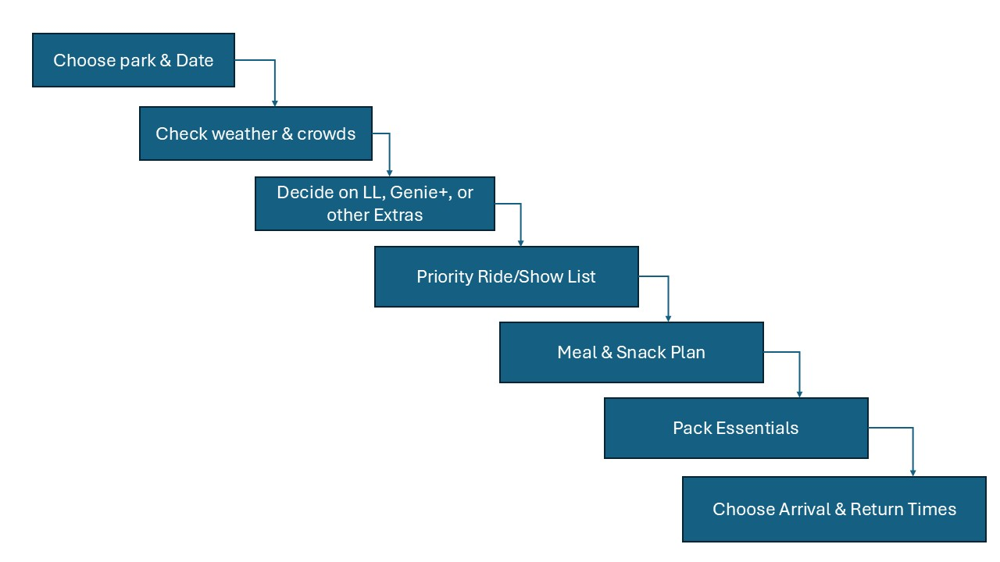 Choose park & Date
Check weather & crowds
Decide on LL, Genie+, or
other Extras
Priority Ride/Show List
Meal & Snack Plan
Pack Essentials
Choose Arrival & Return Times